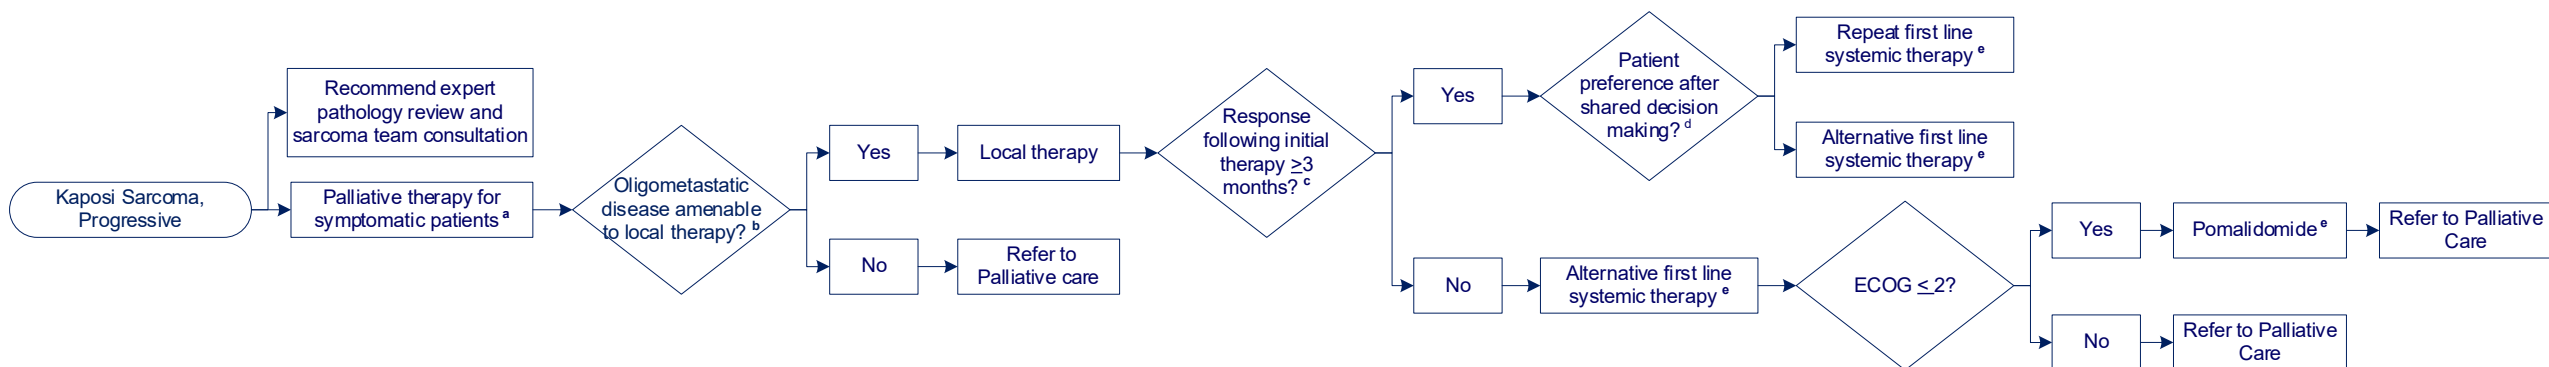 Kaposi Sarcoma,
Progressive
Recommend expert
pathology review and
sarcoma team consultation
Palliative therapy for
symptomatic patients a
Oligometastatic
disease amenable
to local therapy? b
Yes
Local therapy
No
Refer to
Palliative care
Response
following initial
therapy ≥3
months? c
Yes
Patient
preference after
shared decision
making? d
Repeat first line
systemic therapy e
Alternative first line
systemic therapy e
No
Alternative first line
systemic therapy e
ECOG ≤ 2?
Yes
Pomalidomide e
Refer to Palliative
Care
No
Refer to Palliative
Care